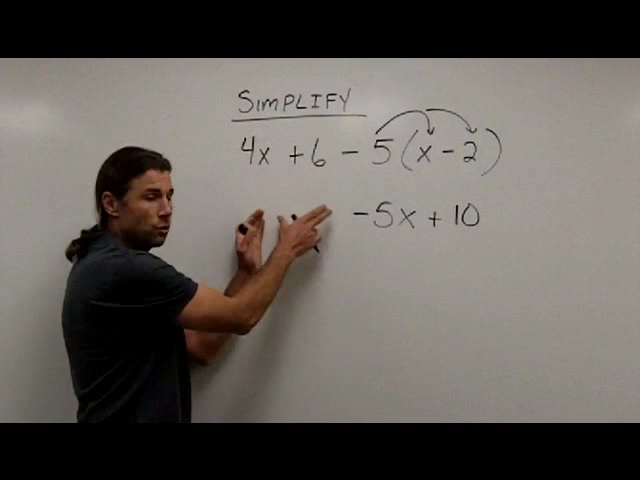 SIMPLIFY
4x + 6 - 5(x - 2)
-5x + 10